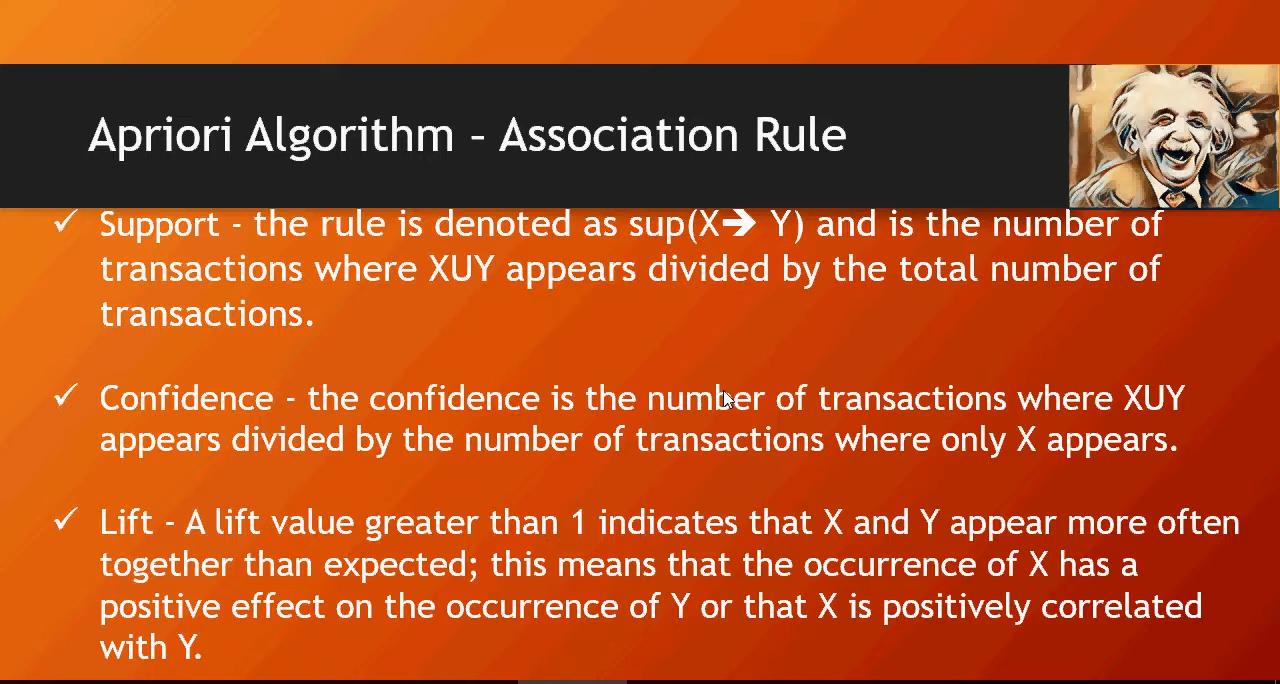 Apriori Algorithm – Association Rule
✓ Support - the rule is denoted as sup(X➔ Y) and is the number of
transactions where XUY appears divided by the total number of
transactions.
✓ Confidence - the confidence is the number of transactions where XUY
appears divided by the number of transactions where only X appears.
✓ Lift - A lift value greater than 1 indicates that X and Y appear more often
together than expected; this means that the occurrence of X has a
positive effect on the occurrence of Y or that X is positively correlated
with Y.